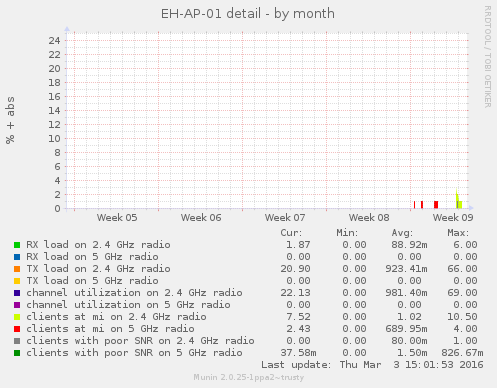 EH-AP-01 detail - by month
RRDTOOL / TOBI OETIKER
% + abs
24
22
20
18
16
14
12
10
8
6
4
2
0
Week 05 Week 06 Week 07 Week 08 Week 09
Cur: Min: Avg: Max:
RX load on 2.4 GHz radio 1.87 0.00 88.92m 6.00
RX load on 5 GHz radio 0.00 0.00 0.00 0.00
TX load on 2.4 GHz radio 20.90 0.00 923.41m 66.00
TX load on 5 GHz radio 0.00 0.00 0.00 0.00
channel utilization on 2.4 GHz radio 22.13 0.00 981.40m 69.00
channel utilization on 5 GHz radio 0.00 0.00 0.00 0.00
clients at mi on 2.4 GHz radio 7.52 0.00 1.02 10.50
clients at mi on 5 GHz radio 2.43 0.00 689.95m 4.00
clients with poor SNR on 2.4 GHz radio 0.00 0.00 80.00m 1.00
clients with poor SNR on 5 GHz radio 37.58m 0.00 1.50m 826.67m
Last update: Thu Mar 3 15:01:53 2016
Munin 2.0.25-1ppa2~trusty